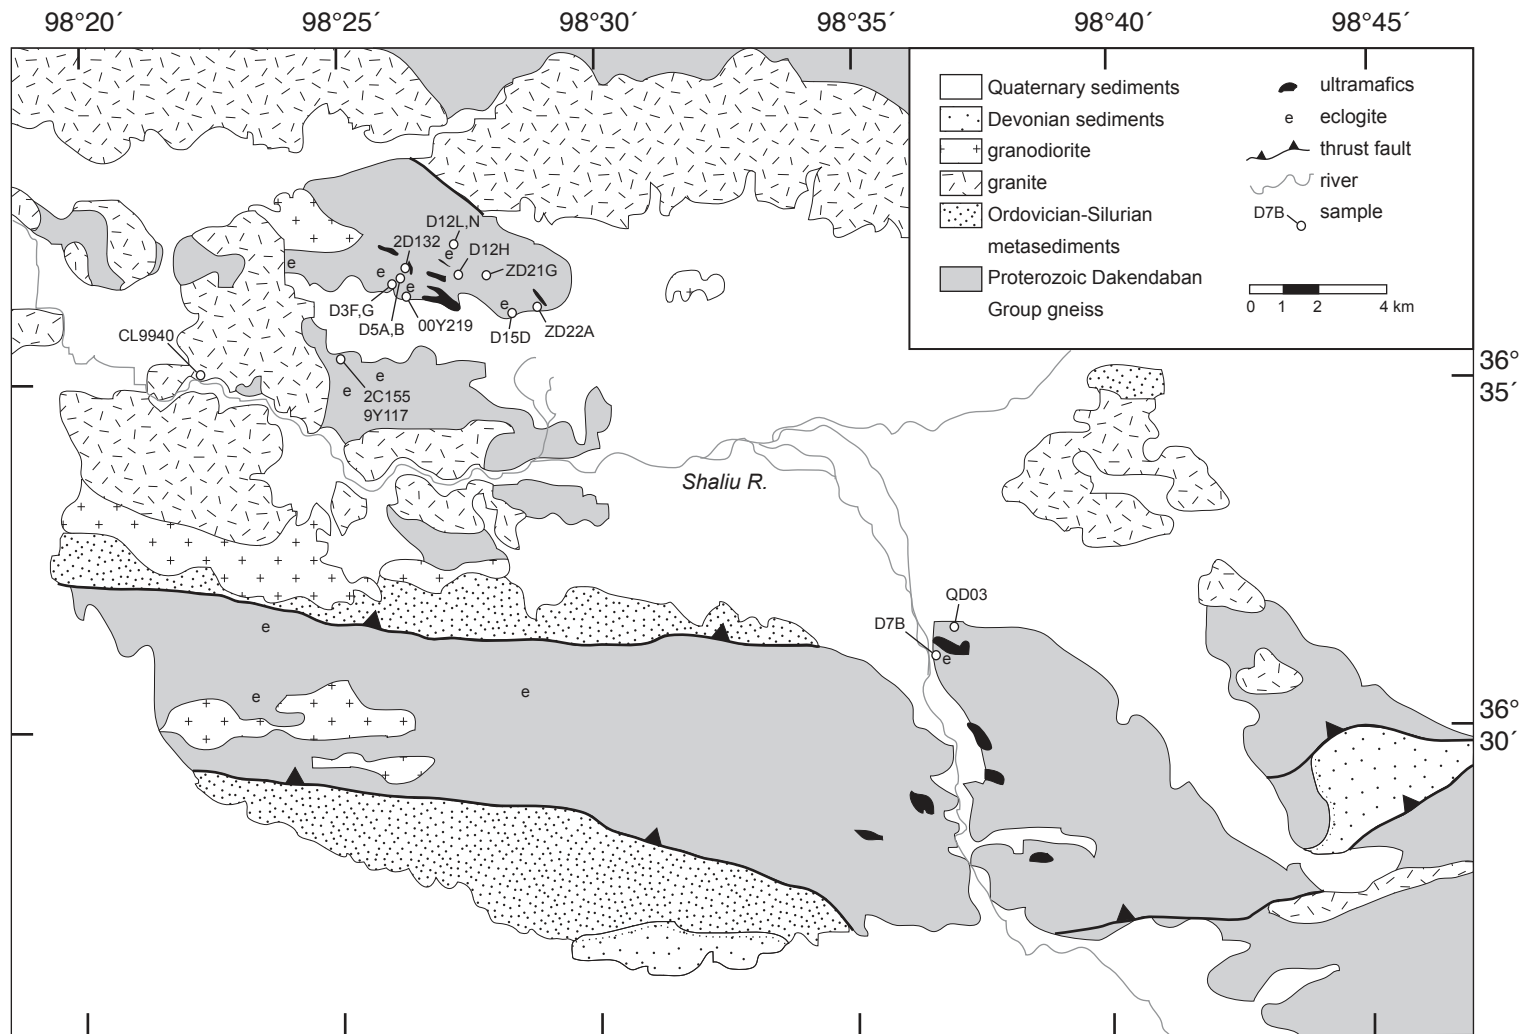 98°20´ 98°25´ 98°30´ 98°35´ 98°40´ 98°45´
Quaternary sediments
Devonian sediments
granodiorite
granite
Ordovician-Silurian
metasediments
Proterozoic Dakendaban
Group gneiss
ultramafics
e eclogite
thrust fault
river
D7B sample
0 1 2 4 km
D12L,N
2D132
e
D12H
e
e
ZD21G
e
e
D3F,G
D5A,B
00Y219
D15D
ZD22A
CL9940
36°
35´
e
e
2C155
9Y117
Shaliu R.
QD03
D7B
e
e
e
e
36°
30´